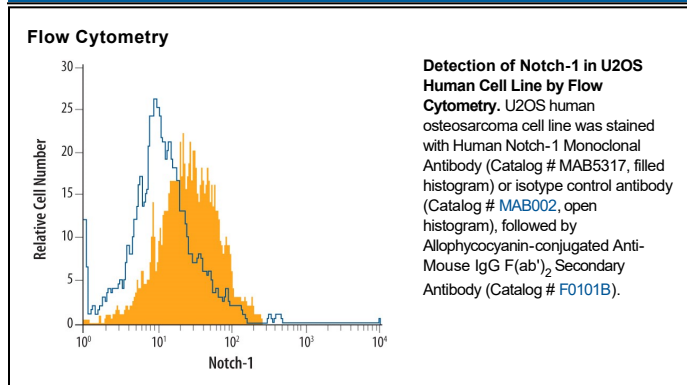 Flow Cytometry
Relative Cell Number
30
25
20
15
10
5
0
10⁰
10¹
10²
10³
10⁴
Notch-1
Detection of Notch-1 in U2OS
Human Cell Line by Flow
Cytometry. U2OS human
osteosarcoma cell line was stained
with Human Notch-1 Monoclonal
Antibody (Catalog # MAB5317, filled
histogram) or isotype control antibody
(Catalog # MAB002, open
histogram), followed by
Allophycocyanin-conjugated Anti-
Mouse IgG F(ab')₂ Secondary
Antibody (Catalog # F0101B).